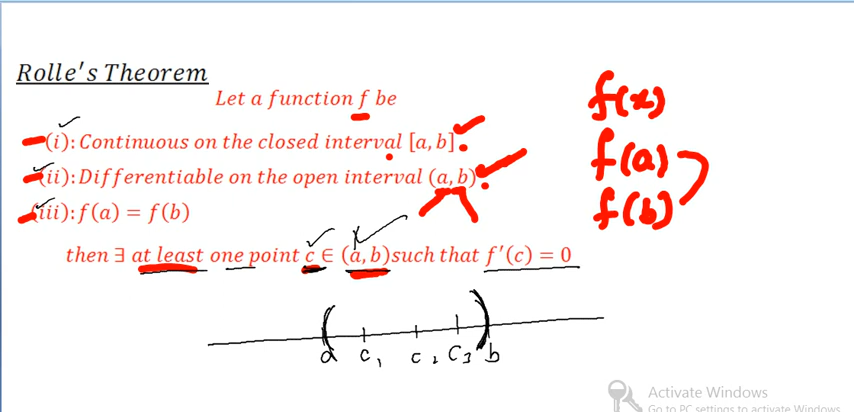 Rolle's Theorem
Let a function f be
(i): Continuous on the closed interval [a, b].
(ii): Differentiable on the open interval (a, b).
(iii): f(a) = f(b)
then ∃ at least one point c ∈ (a, b) such that f′(c) = 0
f(x)
f(a)
f(b)
a c₁ c₂ c₃ b
Activate Windows
Go to PC settings to activate Windows